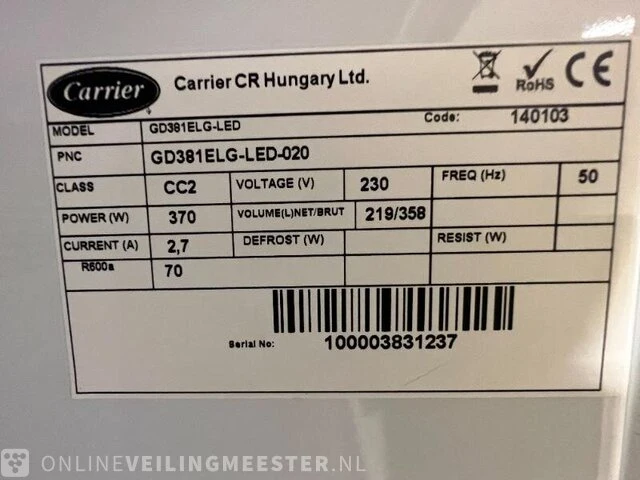 Carrier
Carrier CR Hungary Ltd.
RoHS CE
MODEL GD381ELG-LED Code: 140103
PNC GD381ELG-LED-020
CLASS CC2 VOLTAGE (V) 230 FREQ (Hz) 50
POWER (W) 370 VOLUME(L)NET/BRUT 219/358
CURRENT (A) 2,7 DEFROST (W) RESIST (W)
R600a 70
Serial No: 100003831237
ONLINEVEILINGMEESTER.NL